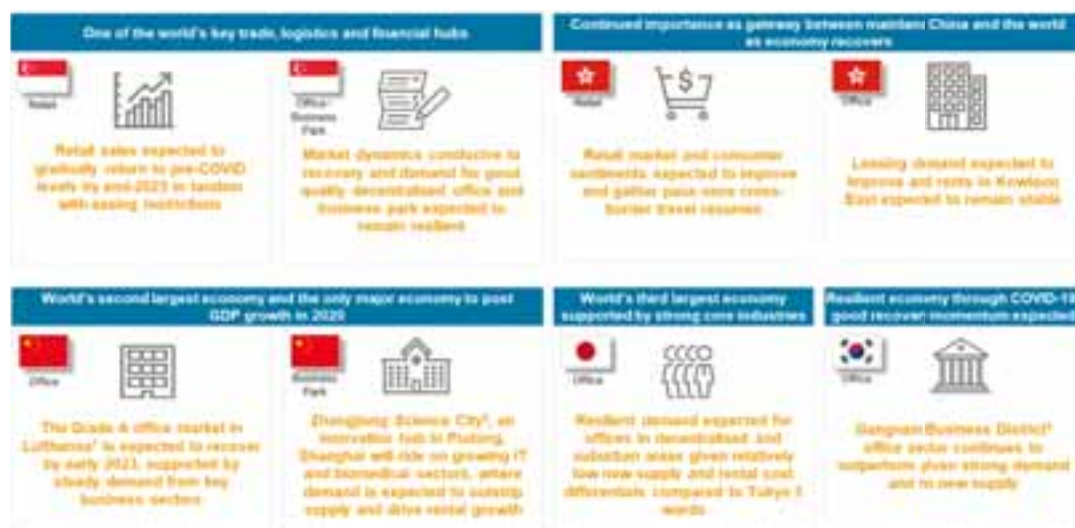 One of the world's key trade, logistics and financial hubs
Continued importance as gateway between mainland China and the world
as economy recovers
Retail
Retail sales expected to
gradually return to pre-COVID
levels by end-2023 in tandem
with easing restrictions
Office -
Business
Park
Market dynamics conducive to
recovery and demand for good
quality decentralised office and
business park expected to
remain resilient
Retail
Retail market and consumer
sentiments expected to improve
and gather pace once cross-
border travel resumes
Office
Leasing demand expected to
improve and rents in Kowloon
East expected to remain stable
World's second largest economy and the only major economy to post
GDP growth in 2020
Office
The Grade A office market in
is expected to recover
by early 2023, supported by
steady demand from key
business sectors
Business
Park
Science City, an
innovation hub in Pudong,
Shanghai will ride on growing IT
and biomedical sectors, where
demand is expected to outstrip
supply and drive rental growth
World's third largest economy
supported by strong core industries
Office
Resilient demand expected for
offices in decentralised and
suburban areas given relatively
low new supply and rental cost
differentials compared to Tokyo 5
wards
Resilient economy through COVID-19
good recovery momentum expected
Office
Gangnam Business District
office sector continues to
outperform given strong demand
and no new supply